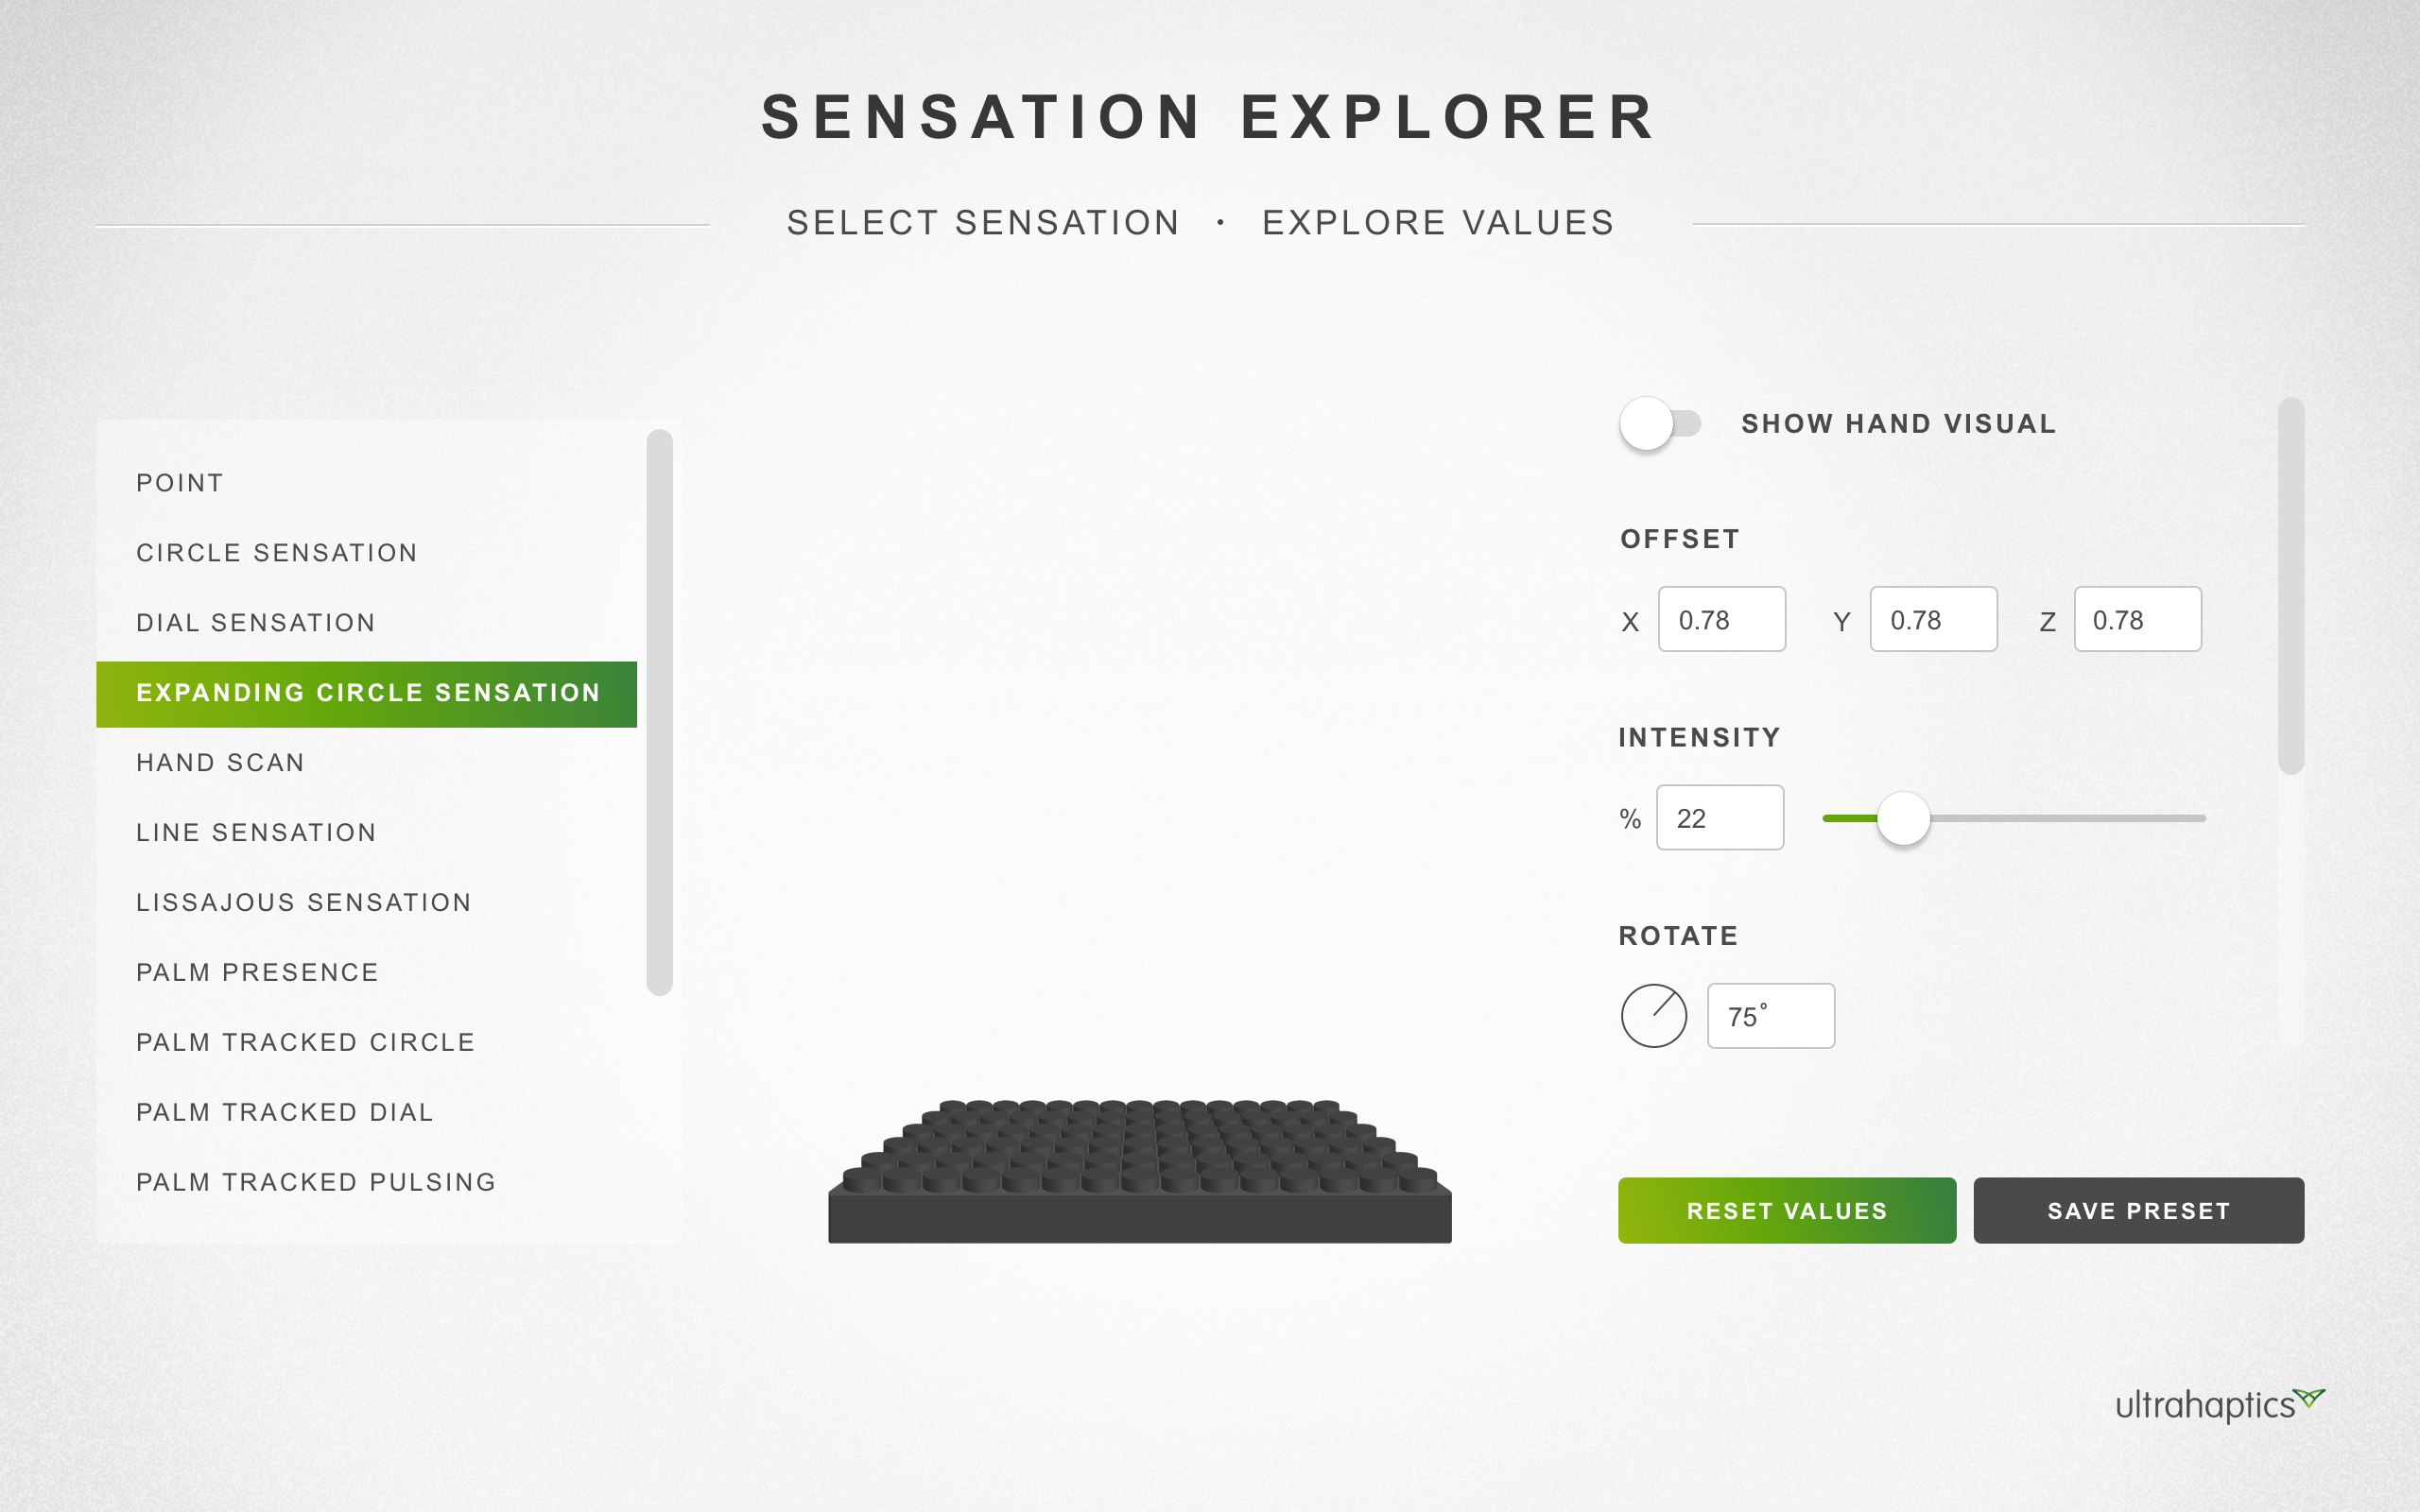 SENSATION EXPLORER
SELECT SENSATION • EXPLORE VALUES
POINT
CIRCLE SENSATION
DIAL SENSATION
EXPANDING CIRCLE SENSATION
HAND SCAN
LINE SENSATION
LISSAJOUS SENSATION
PALM PRESENCE
PALM TRACKED CIRCLE
PALM TRACKED DIAL
PALM TRACKED PULSING
SHOW HAND VISUAL
OFFSET
X 0.78 Y 0.78 Z 0.78
INTENSITY
% 22
ROTATE
75°
RESET VALUES SAVE PRESET
ultrahaptics